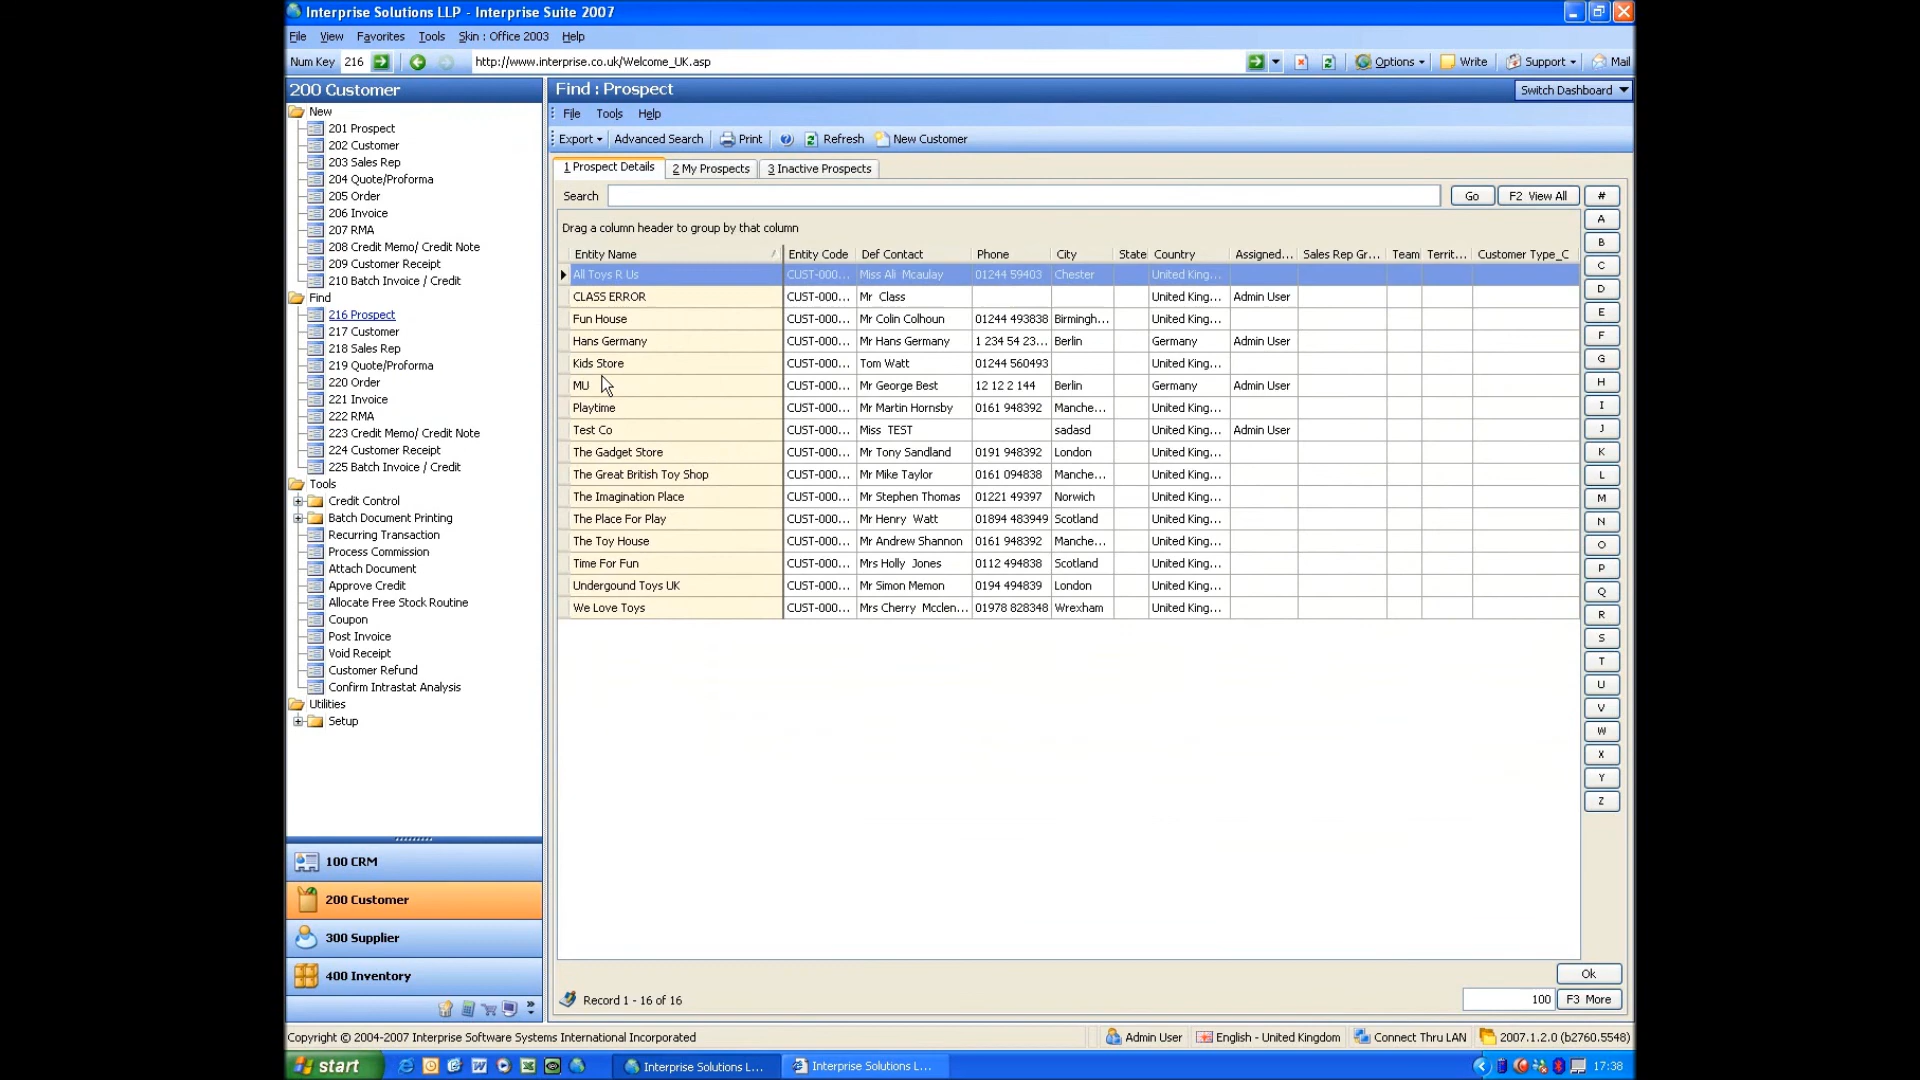 Interprise Solutions LLP - Interprise Suite 2007
File View Favorites Tools Skin : Office 2003 Help
Num Key 216 http://www.interprise.co.uk/Welcome_UK.asp Options Write Support Mail
200 Customer
New
201 Prospect
202 Customer
203 Sales Rep
204 Quote/Proforma
205 Order
206 Invoice
207 RMA
208 Credit Memo/ Credit Note
209 Customer Receipt
210 Batch Invoice / Credit
Find
216 Prospect
217 Customer
218 Sales Rep
219 Quote/Proforma
220 Order
221 Invoice
222 RMA
223 Credit Memo/ Credit Note
224 Customer Receipt
225 Batch Invoice / Credit
Tools
Credit Control
Batch Document Printing
Recurring Transaction
Process Commission
Attach Document
Approve Credit
Allocate Free Stock Routine
Coupon
Post Invoice
Void Receipt
Customer Refund
Confirm Intrastat Analysis
Utilities
Setup
100 CRM
200 Customer
300 Supplier
400 Inventory
Find : Prospect Switch Dashboard
File Tools Help
Export Advanced Search Print Refresh New Customer
1 Prospect Details 2 My Prospects 3 Inactive Prospects
Search Go F2 View All
Drag a column header to group by that column
Entity Name Entity Code Def Contact Phone City State Country Assigned... Sales Rep Gr... Team Territ... Customer Type_C
All Toys R Us CUST-000... Miss Ali Mcaulay 01244 59403 Chester United King...
CLASS ERROR CUST-000... Mr Class United King... Admin User
Fun House CUST-000... Mr Colin Colhoun 01244 493838 Birmingh... United King...
Hans Germany CUST-000... Mr Hans Germany 1 234 54 23... Berlin Germany Admin User
Kids Store CUST-000... Tom Watt 01244 560493 United King...
MU CUST-000... Mr George Best 12 12 2 144 Berlin Germany Admin User
Playtime CUST-000... Mr Martin Hornsby 0161 948392 Manche... United King...
Test Co CUST-000... Miss TEST sadasd United King... Admin User
The Gadget Store CUST-000... Mr Tony Sandland 0191 948392 London United King...
The Great British Toy Shop CUST-000... Mr Mike Taylor 0161 094838 Manche... United King...
The Imagination Place CUST-000... Mr Stephen Thomas 01221 49397 Norwich United King...
The Place For Play CUST-000... Mr Henry Watt 01894 483949 Scotland United King...
The Toy House CUST-000... Mr Andrew Shannon 0161 948392 Manche... United King...
Time For Fun CUST-000... Mrs Holly Jones 0112 494838 Scotland United King...
Undergound Toys UK CUST-000... Mr Simon Memon 0194 494839 London United King...
We Love Toys CUST-000... Mrs Cherry Mcclen... 01978 828348 Wrexham United King...
#
A
B
C
D
E
F
G
H
I
J
K
L
M
N
O
P
Q
R
S
T
U
V
W
X
Y
Z
Ok
Record 1 - 16 of 16 100 F3 More
Copyright © 2004-2007 Interprise Software Systems International Incorporated Admin User English - United Kingdom Connect Thru LAN 2007.1.2.0 (b2760.5548)
start Interprise Solutions L... Interprise Solutions L... 17:38